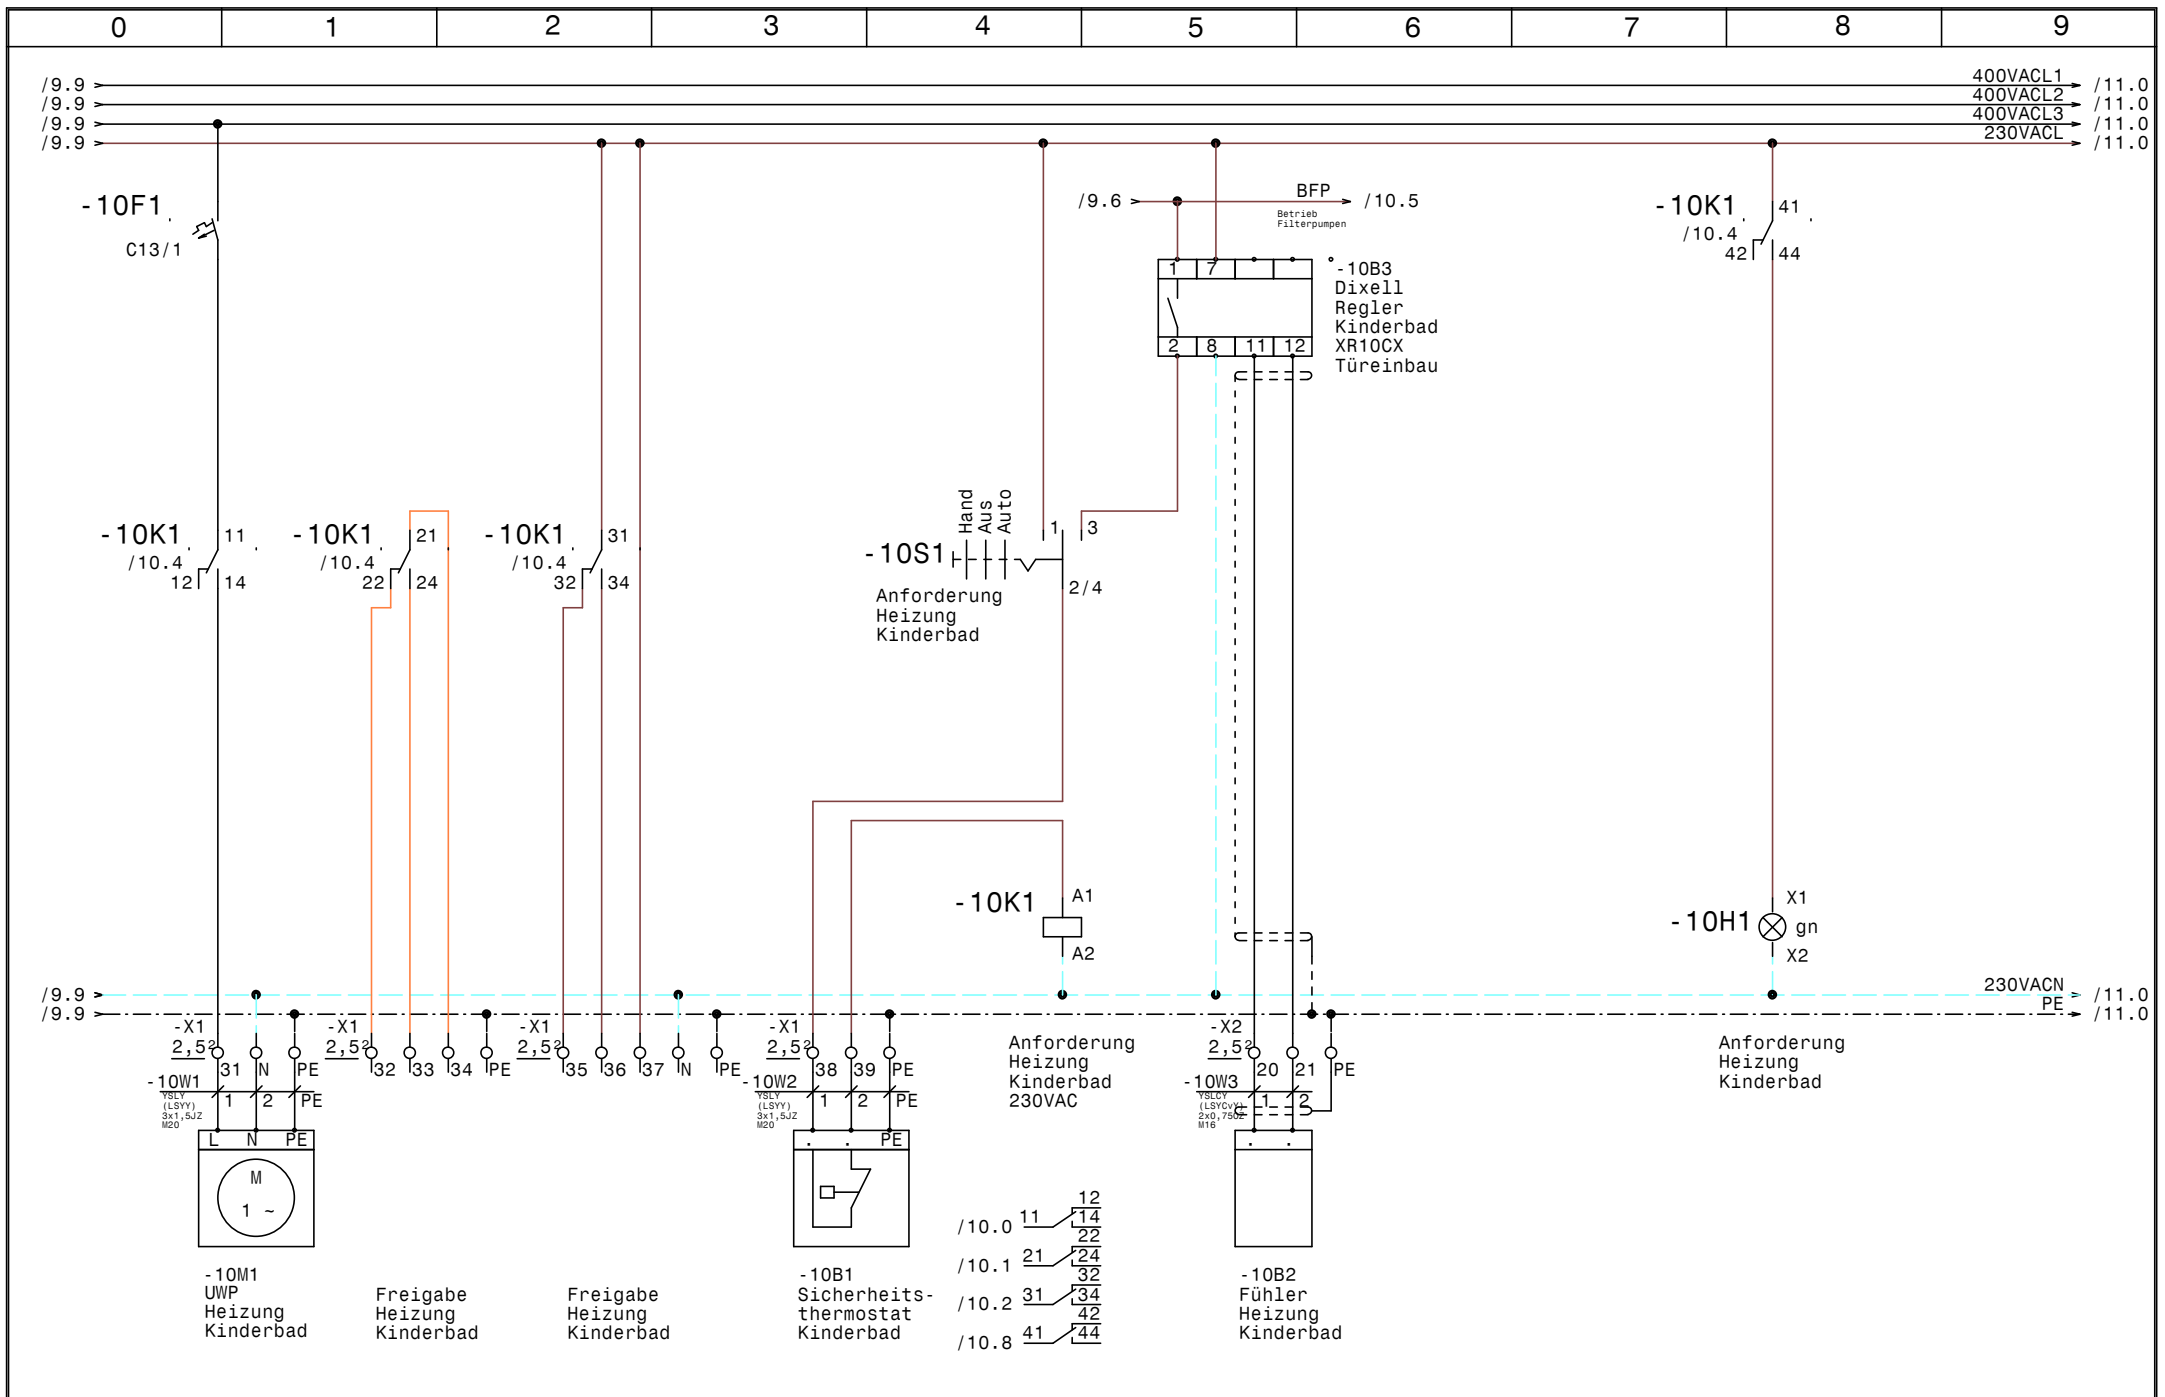 0 1 2 3 4 5 6 7 8 9
/9.9 400VACL1 /11.0
/9.9 400VACL2 /11.0
/9.9 400VACL3 /11.0
/9.9 230VACL /11.0
-10F1
C13/1
/9.6 BFP /10.5
Betrieb
Filterpumpen
-10K1 41
/10.4
42 44
1 7
2 8 11 12
-10B3
Dixell
Regler
Kinderbad
XR10CX
Türeinbau
-10K1 11
/10.4
12 14
-10K1 21
/10.4
22 24
-10K1 31
/10.4
32 34
Hand
Aus
Auto
1 3
-10S1
2/4
Anforderung
Heizung
Kinderbad
-10K1 A1
A2
-10H1 X1
gn
X2
/9.9 230VACN /11.0
/9.9 PE /11.0
-X1
2,5²
31 N PE
-10W1
YSLY
(LSYY)
3x1,5JZ
M20
1 2 PE
L N PE
M
1 ~
-10M1
UWP
Heizung
Kinderbad
-X1
2,5²
32 33 34 PE
Freigabe
Heizung
Kinderbad
-X1
2,5²
35 36 37 N PE
Freigabe
Heizung
Kinderbad
-X1
2,5²
38 39 PE
-10W2
YSLY
(LSYY)
3x1,5JZ
M20
1 2 PE
. . PE
-10B1
Sicherheits-
thermostat
Kinderbad
Anforderung
Heizung
Kinderbad
230VAC
12
/10.0 11 14
22
/10.1 21 24
32
/10.2 31 34
42
/10.8 41 44
-X2
2,5²
20 21 PE
-10W3
YSLCY
(LSYCvY)
2x0,75OZ
M16
1 2
. .
-10B2
Fühler
Heizung
Kinderbad
Anforderung
Heizung
Kinderbad